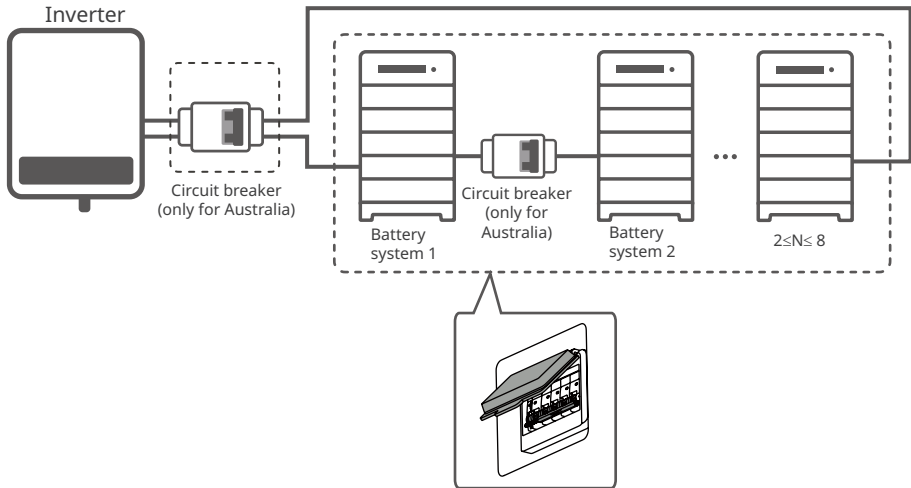 Inverter
Circuit breaker
(only for Australia)
Battery
system 1
Circuit breaker
(only for
Australia)
Battery
system 2
2≤N≤ 8